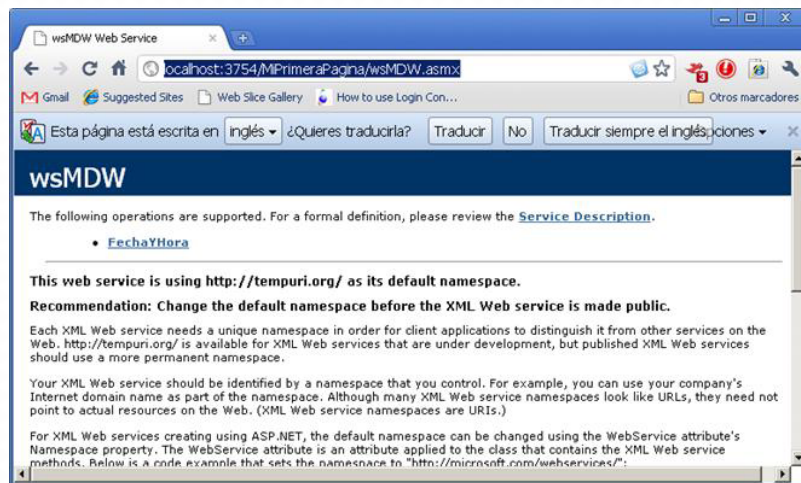 wsMDW Web Service
localhost:3754/MiPrimeraPagina/wsMDW.asmx
3
Gmail Suggested Sites Web Slice Gallery How to use Login Con... Otros marcadores
Esta página está escrita en inglés ¿Quieres traducirla? Traducir No Traducir siempre el inglés pciones
wsMDW
The following operations are supported. For a formal definition, please review the Service Description.
• FechaYHora
This web service is using http://tempuri.org/ as its default namespace.
Recommendation: Change the default namespace before the XML Web service is made public.
Each XML Web service needs a unique namespace in order for client applications to distinguish it from other services on the
Web. http://tempuri.org/ is available for XML Web services that are under development, but published XML Web services
should use a more permanent namespace.
Your XML Web service should be identified by a namespace that you control. For example, you can use your company's
Internet domain name as part of the namespace. Although many XML Web service namespaces look like URLs, they need not
point to actual resources on the Web. (XML Web service namespaces are URIs.)
For XML Web services creating using ASP.NET, the default namespace can be changed using the WebService attribute's
Namespace property. The WebService attribute is an attribute applied to the class that contains the XML Web service
methods. Below is a code example that sets the namespace to "http://microsoft.com/webservices/":